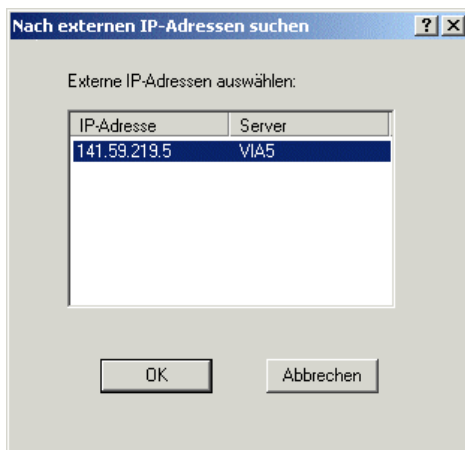 Nach externen IP-Adressen suchen
Externe IP-Adressen auswählen:
IP-Adresse Server
141.59.219.5 VIA5
OK Abbrechen